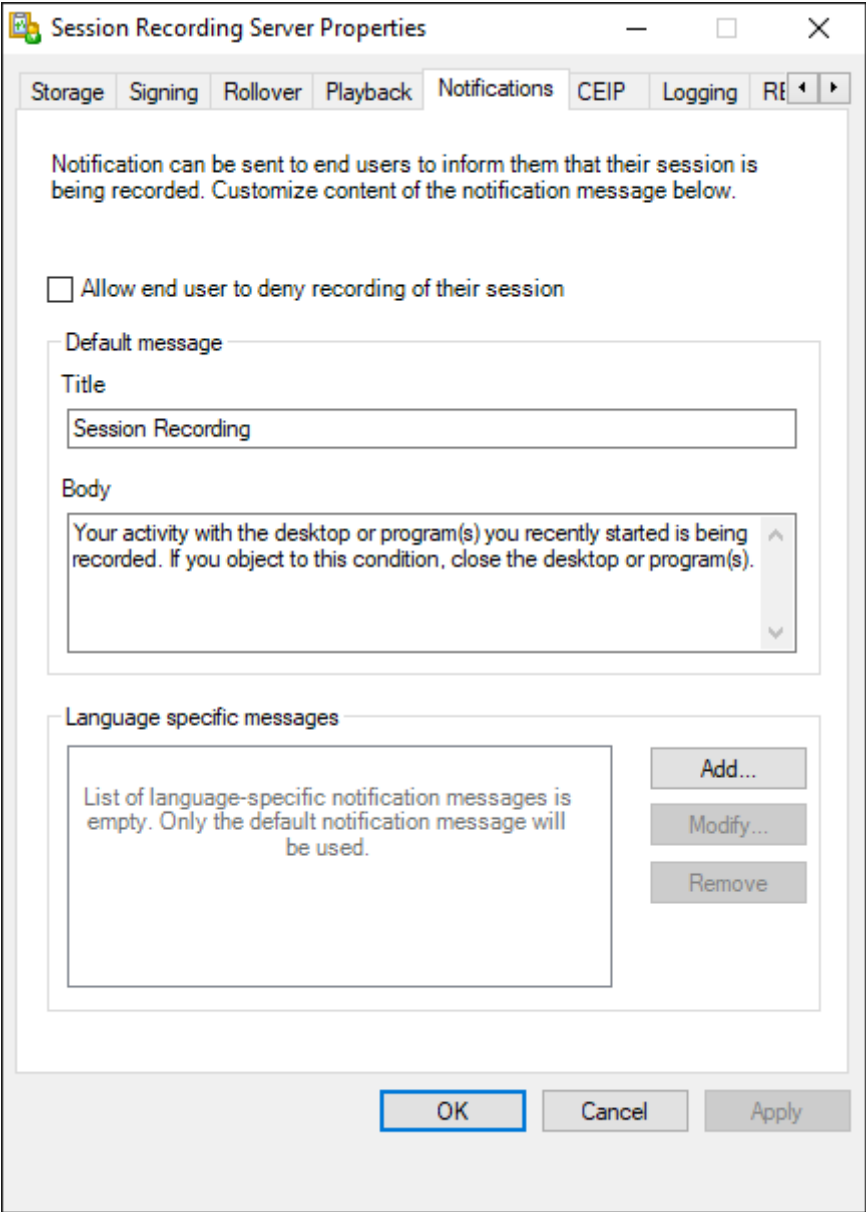 Session Recording Server Properties
Storage Signing Rollover Playback Notifications CEIP Logging RE
Notification can be sent to end users to inform them that their session is
being recorded. Customize content of the notification message below.
Allow end user to deny recording of their session
Default message
Title
Session Recording
Body
Your activity with the desktop or program(s) you recently started is being
recorded. If you object to this condition, close the desktop or program(s).
Language specific messages
List of language-specific notification messages is
empty. Only the default notification message will
be used.
Add...
Modify...
Remove
OK Cancel Apply